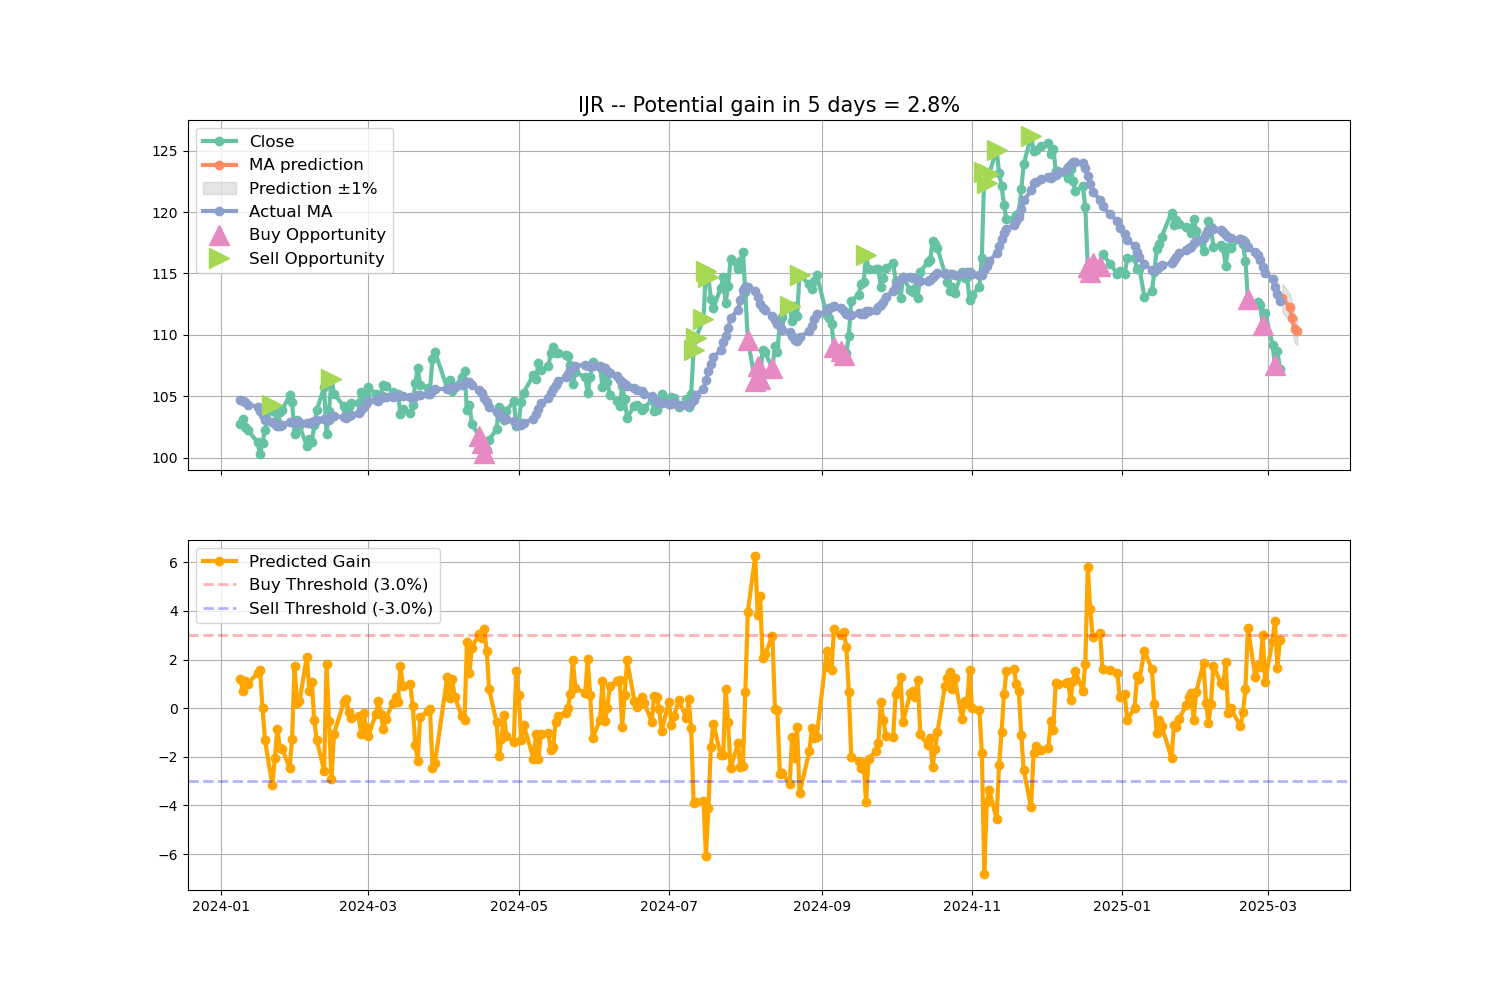 IJR -- Potential gain in 5 days = 2.8%
Close
MA prediction
Prediction ±1%
Actual MA
Buy Opportunity
Sell Opportunity
125
120
115
110
105
100
Predicted Gain
Buy Threshold (3.0%)
Sell Threshold (-3.0%)
6
4
2
0
−2
−4
−6
2024-01 2024-03 2024-05 2024-07 2024-09 2024-11 2025-01 2025-03